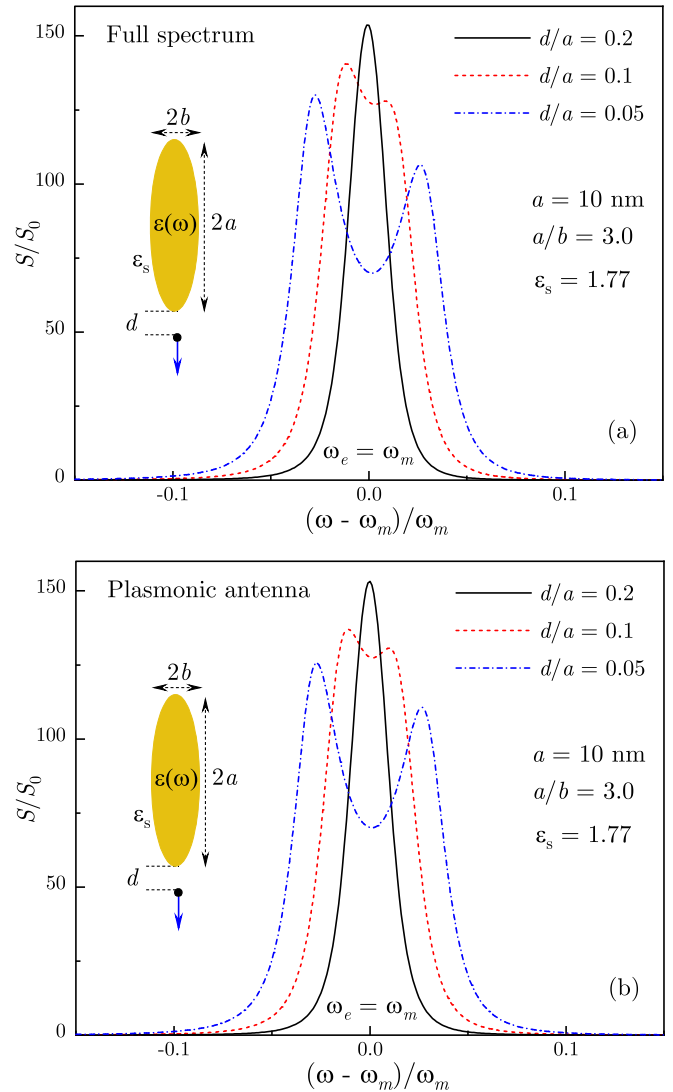 150
100
50
0
S/S₀
Full spectrum
d/a = 0.2
d/a = 0.1
d/a = 0.05
2b
ε(ω)
2a
εₛ
d
a = 10 nm
a/b = 3.0
εₛ = 1.77
ωₑ = ωₘ
(a)
-0.1
0.0
0.1
(ω - ωₘ)/ωₘ
150
100
50
0
S/S₀
Plasmonic antenna
d/a = 0.2
d/a = 0.1
d/a = 0.05
2b
ε(ω)
2a
εₛ
d
a = 10 nm
a/b = 3.0
εₛ = 1.77
ωₑ = ωₘ
(b)
-0.1
0.0
0.1
(ω - ωₘ)/ωₘ